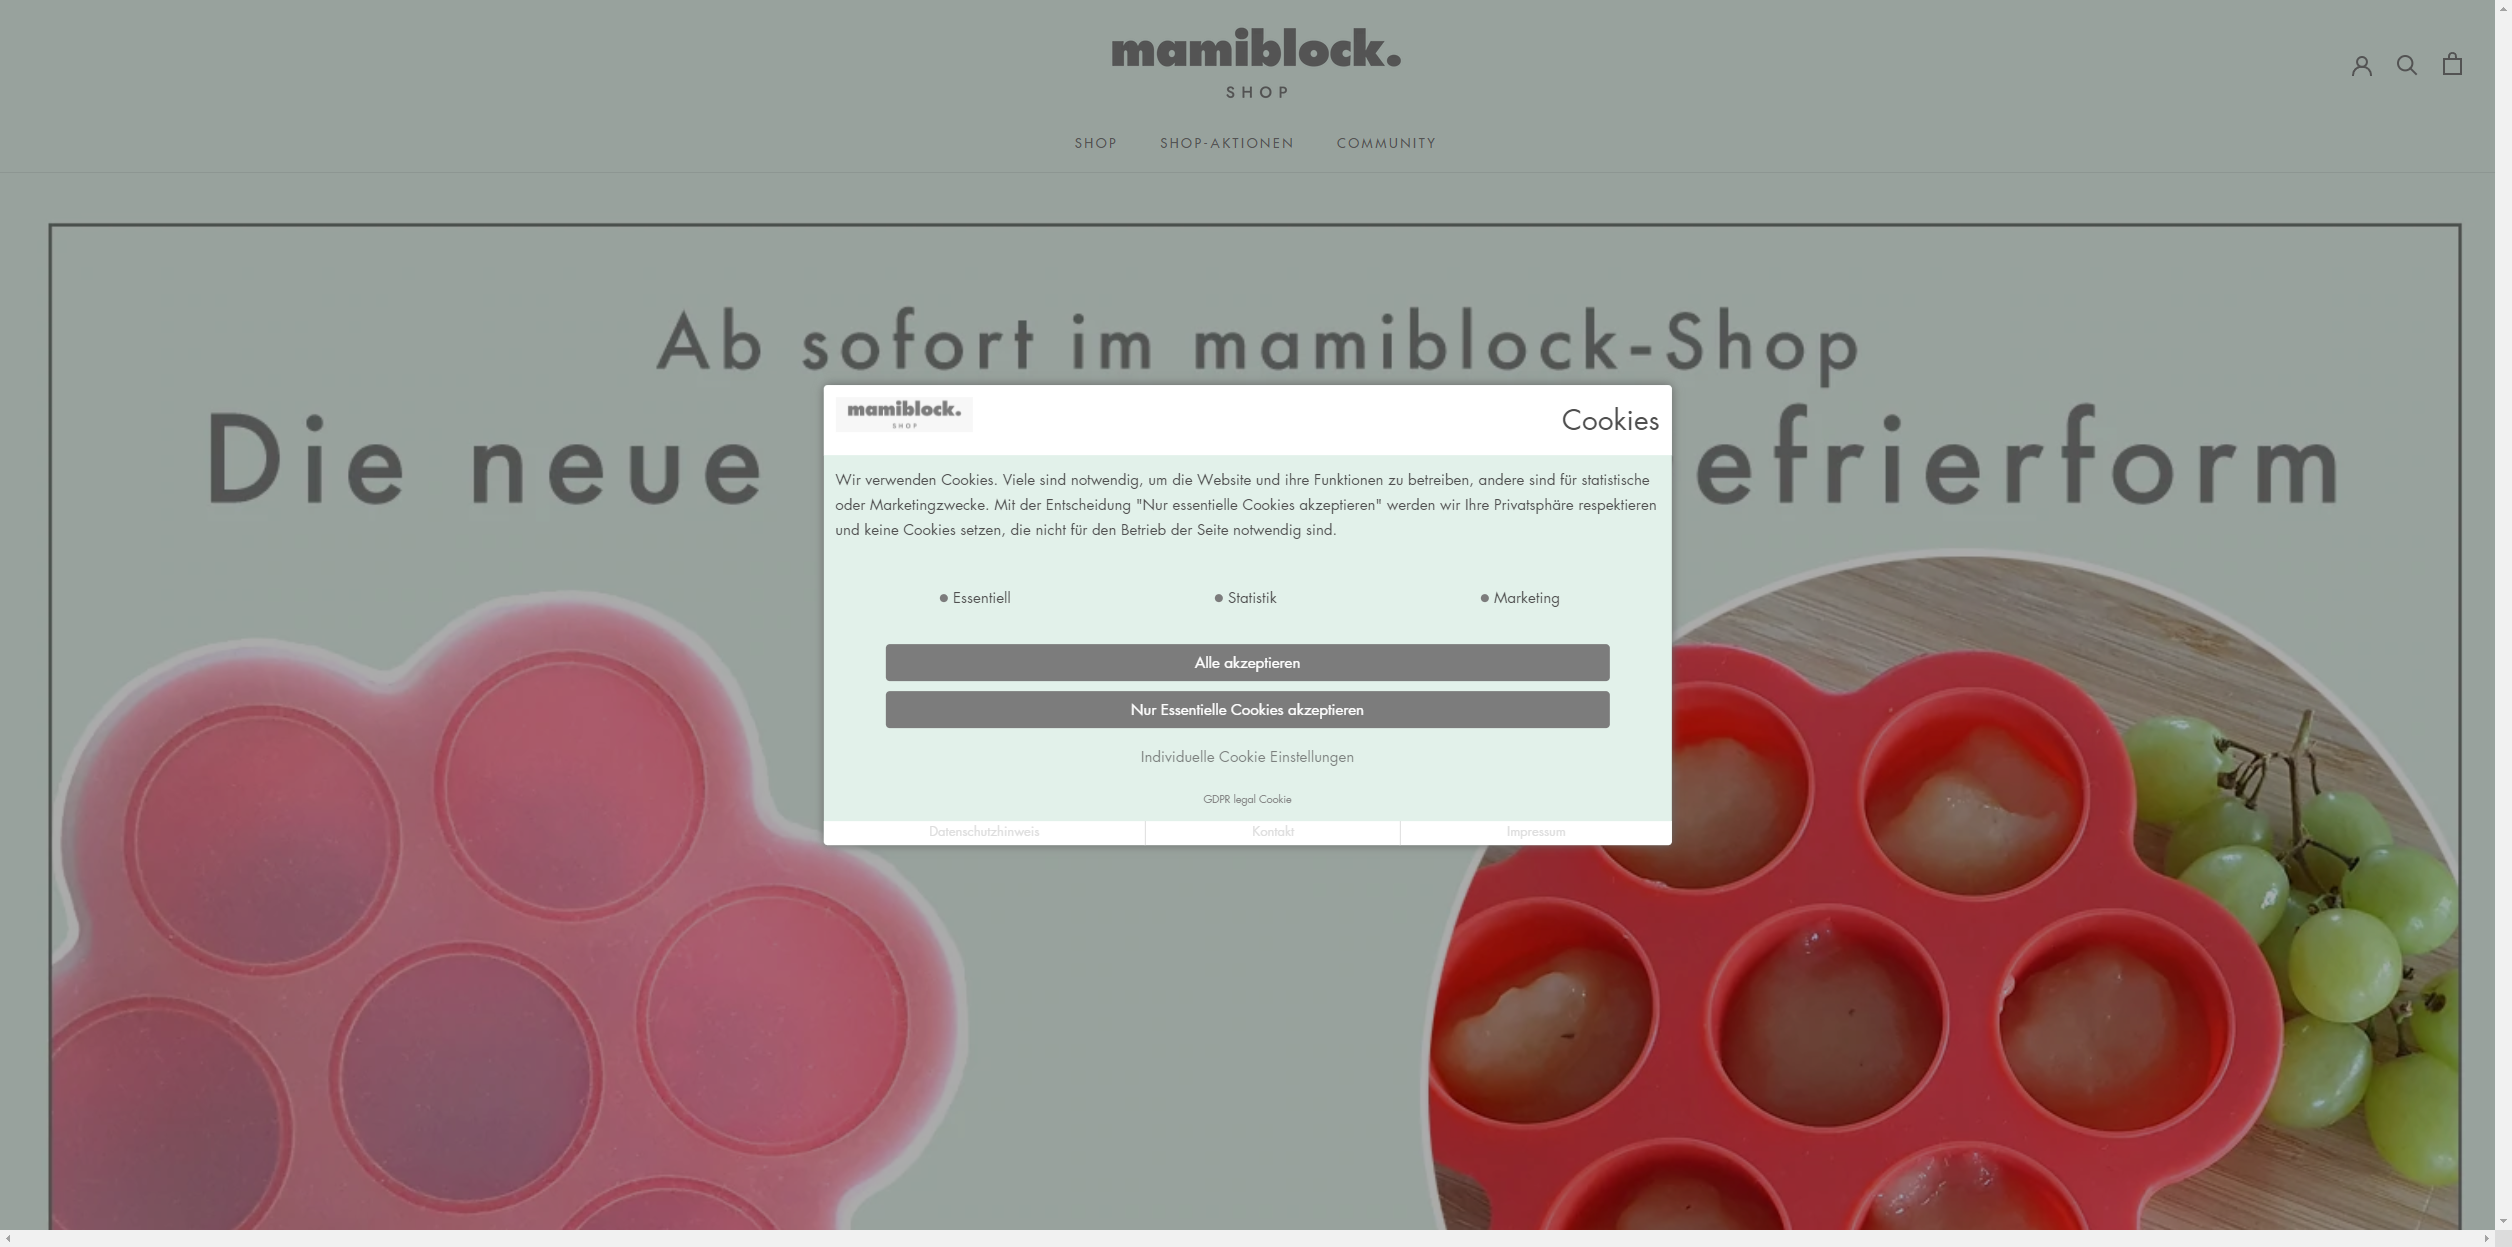 mamiblock.
SHOP
SHOP SHOP-AKTIONEN COMMUNITY
Ab sofort im mamiblock-Shop
Die neue efrierform
mamiblock.
SHOP
Cookies
Wir verwenden Cookies. Viele sind notwendig, um die Website und ihre Funktionen zu betreiben, andere sind für statistische
oder Marketingzwecke. Mit der Entscheidung "Nur essentielle Cookies akzeptieren" werden wir Ihre Privatsphäre respektieren
und keine Cookies setzen, die nicht für den Betrieb der Seite notwendig sind.
Essentiell Statistik Marketing
Alle akzeptieren
Nur Essentielle Cookies akzeptieren
Individuelle Cookie Einstellungen
GDPR legal Cookie
Datenschutzhinweis Kontakt Impressum